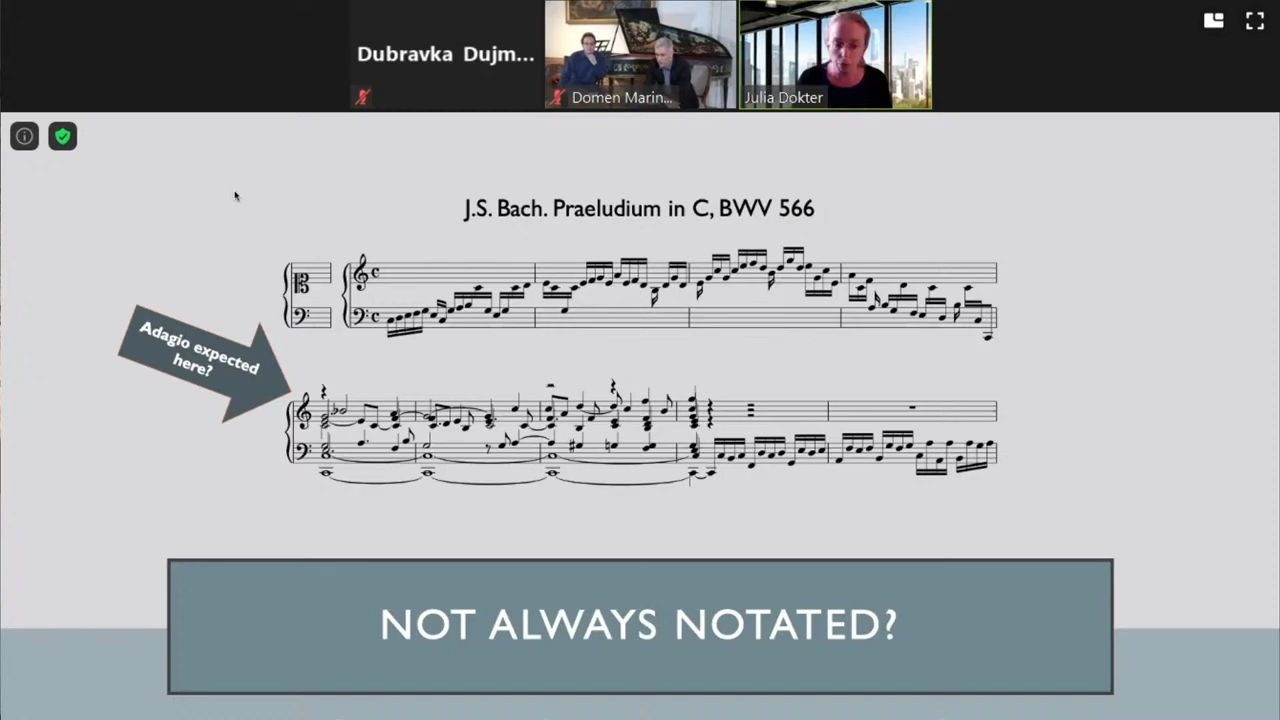 Dubravka Dujm...
Domen Marin...
Julia Dokter
J.S. Bach. Praeludium in C, BWV 566
Adagio expected
here?
NOT ALWAYS NOTATED?